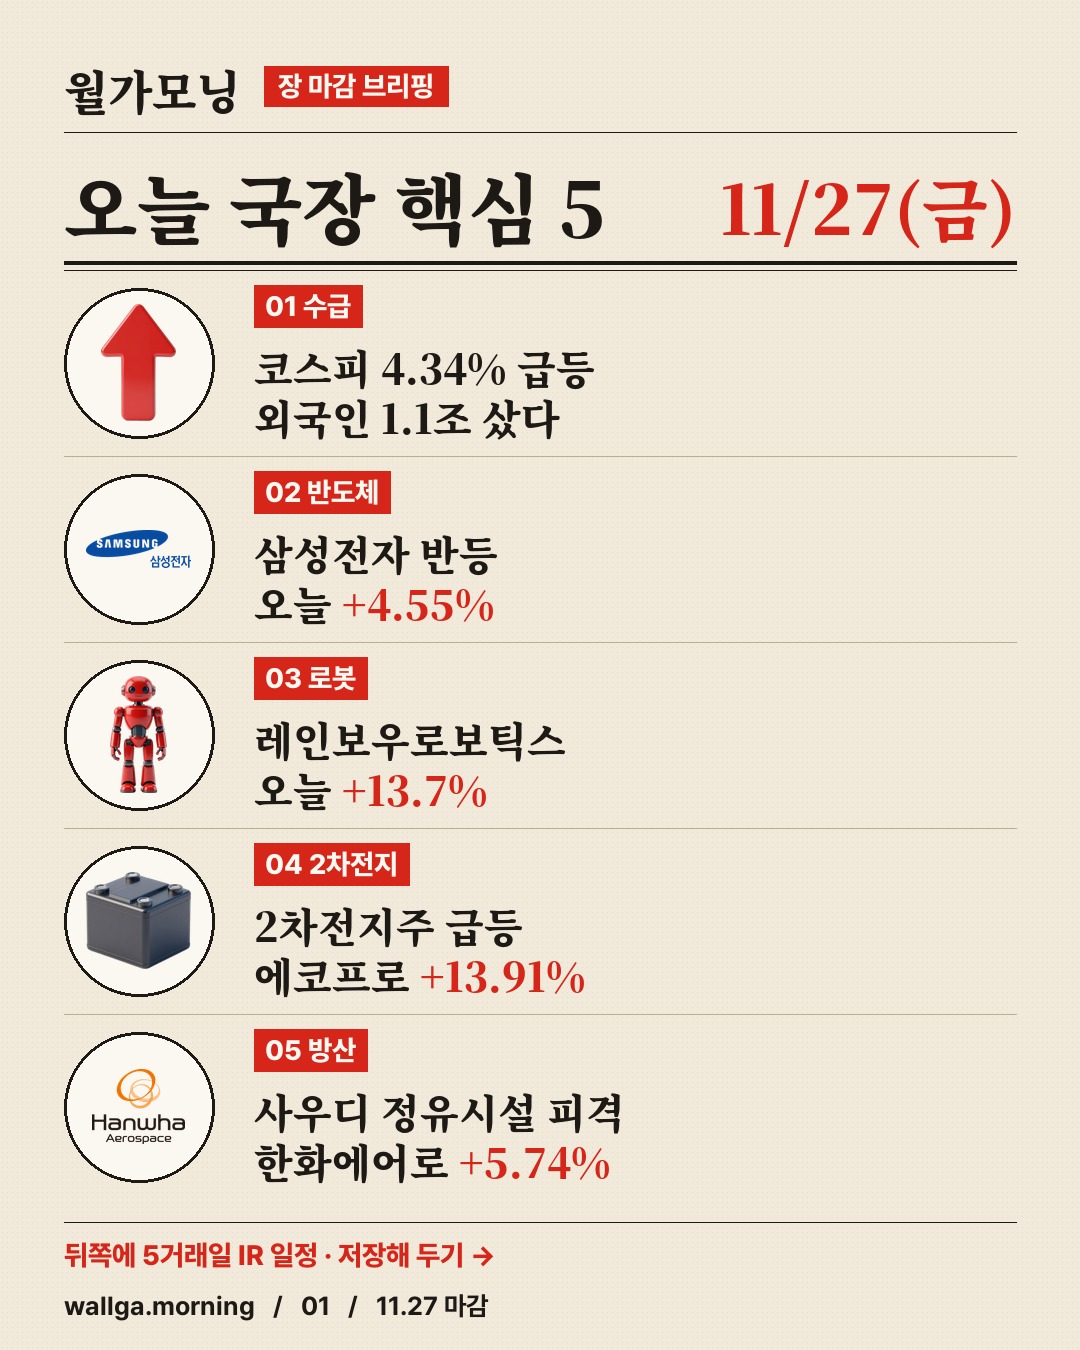 월가모닝 장 마감 브리핑
오늘 국장 핵심 5 11/27(금)
01 수급
코스피 4.34% 급등
외국인 1.1조 샀다
02 반도체
SAMSUNG
삼성전자
삼성전자 반등
오늘 +4.55%
03 로봇
레인보우로보틱스
오늘 +13.7%
04 2차전지
2차전지주 급등
에코프로 +13.91%
05 방산
Hanwha
Aerospace
사우디 정유시설 피격
한화에어로 +5.74%
뒤쪽에 5거래일 IR 일정 · 저장해 두기 →
wallga.morning / 01 / 11.27 마감